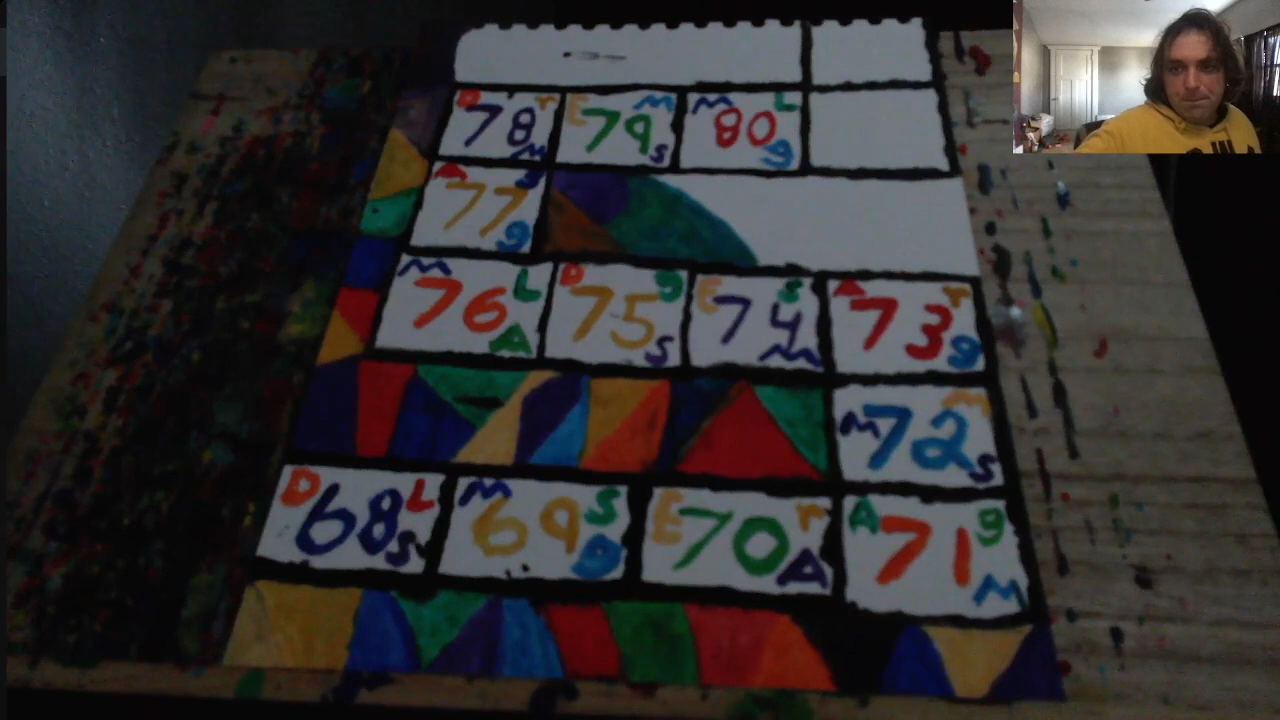 D 78 r M E 79 M S M 80 L g
A 77 S g
M 76 L A D 75 g S E 74 S M A 73 r g
M 72 r S
D 68 L S M 69 S g E 70 r A A 71 g M